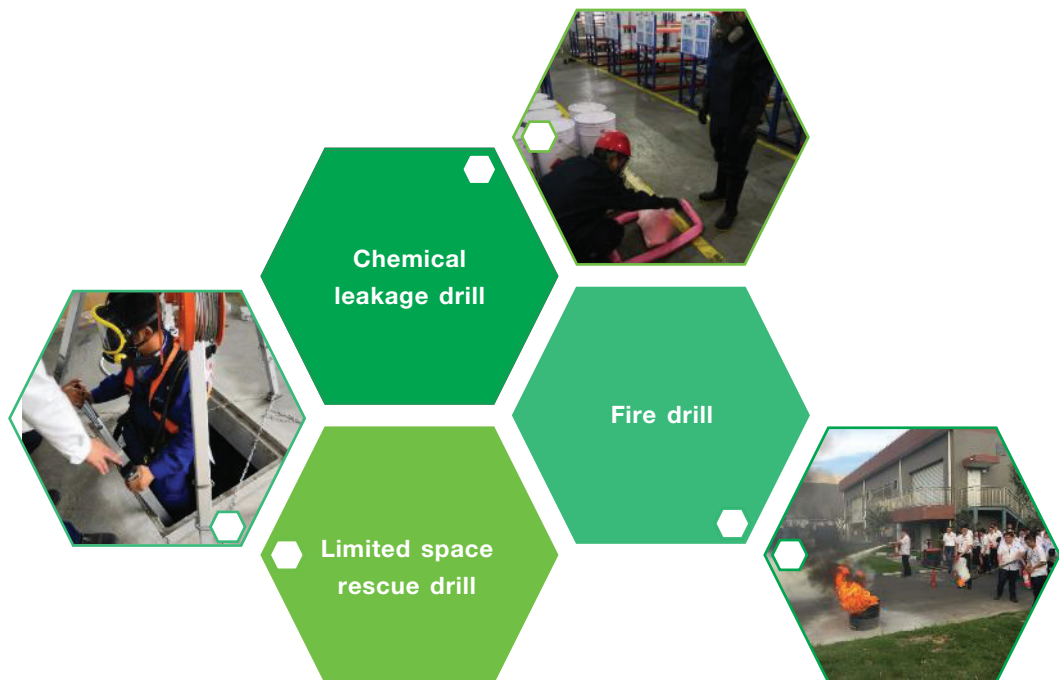 Chemical
leakage drill
Fire drill
Limited space
rescue drill